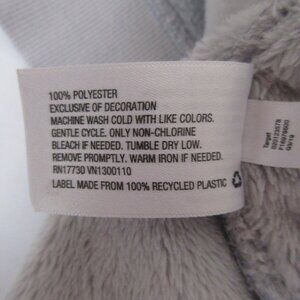 100% POLYESTER
EXCLUSIVE OF DECORATION
MACHINE WASH COLD WITH LIKE COLORS.
GENTLE CYCLE. ONLY NON-CHLORINE
BLEACH IF NEEDED. TUMBLE DRY LOW.
REMOVE PROMPTLY. WARM IRON IF NEEDED.
RN17730 VN1300110
LABEL MADE FROM 100% RECYCLED PLASTIC
Target